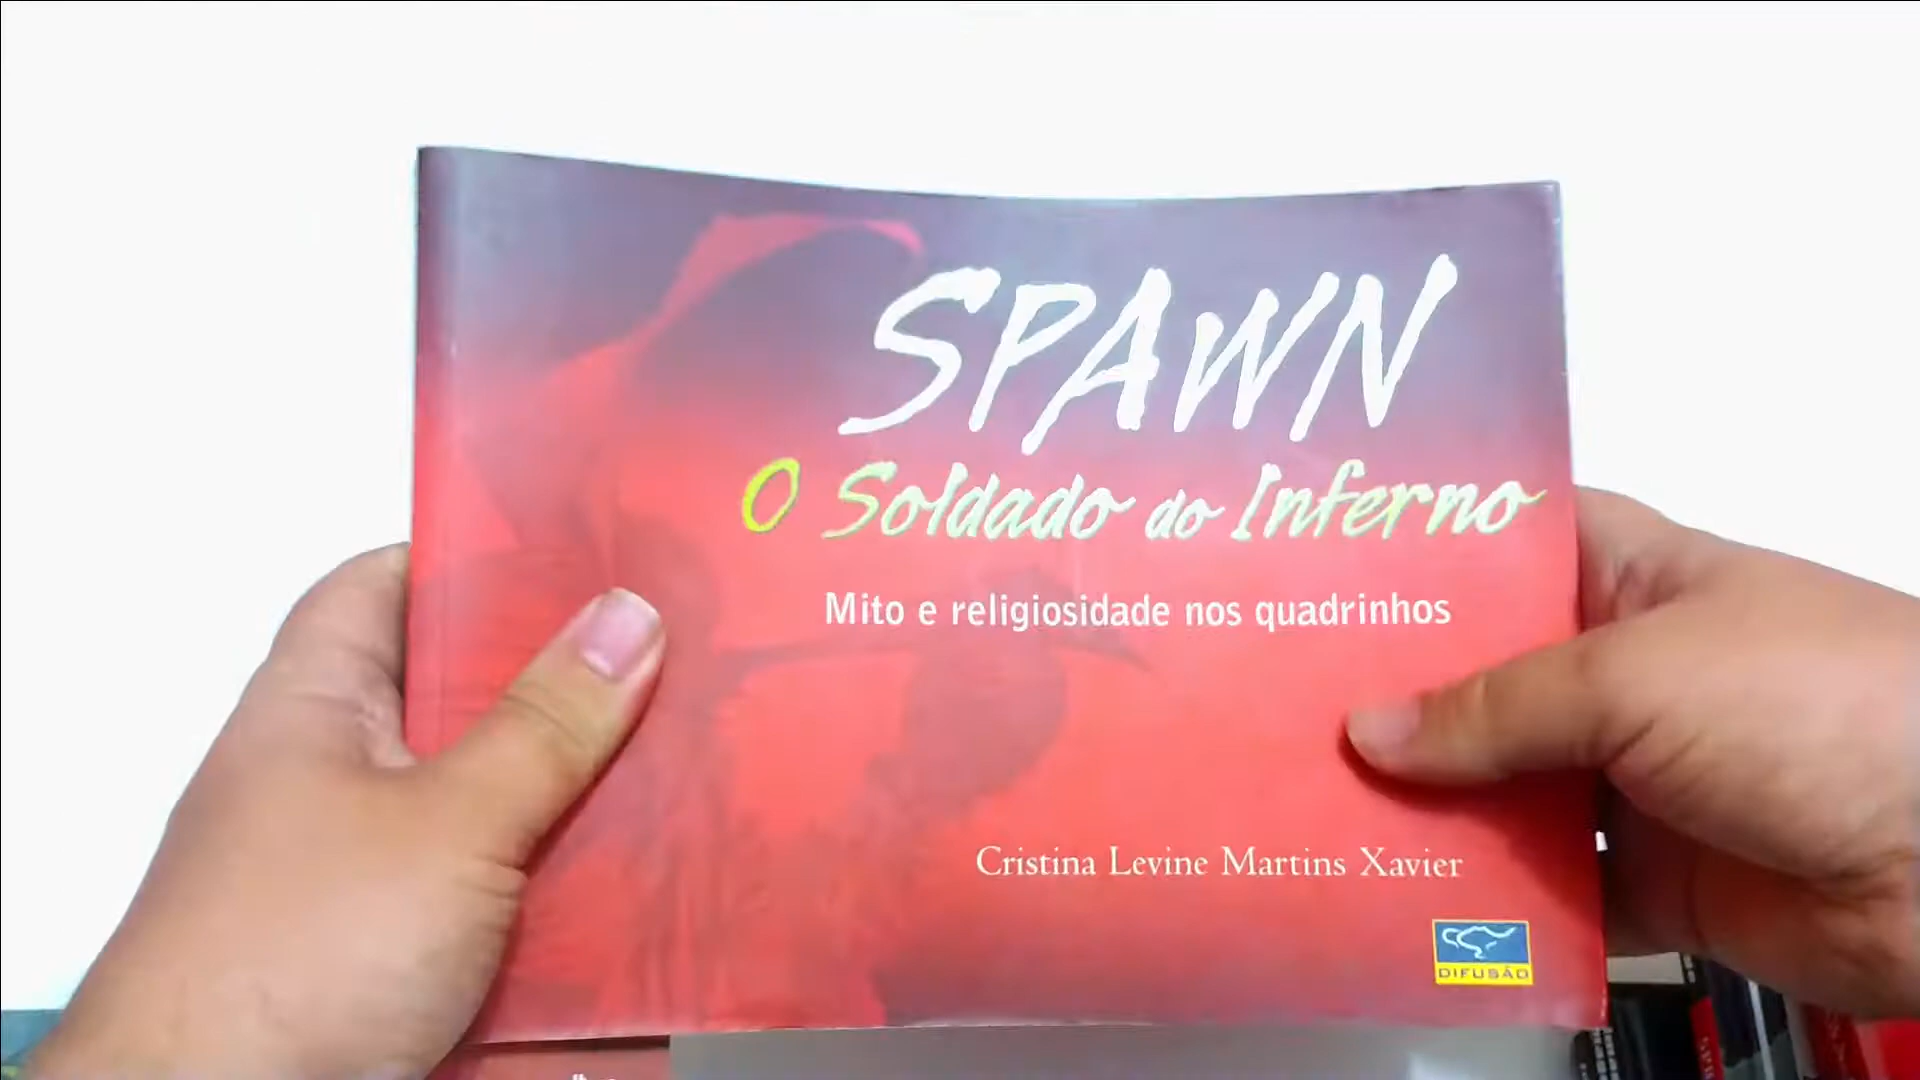 SPAWN
O Soldado do Inferno
Mito e religiosidade nos quadrinhos
Cristina Levine Martins Xavier
DIFUSÃO